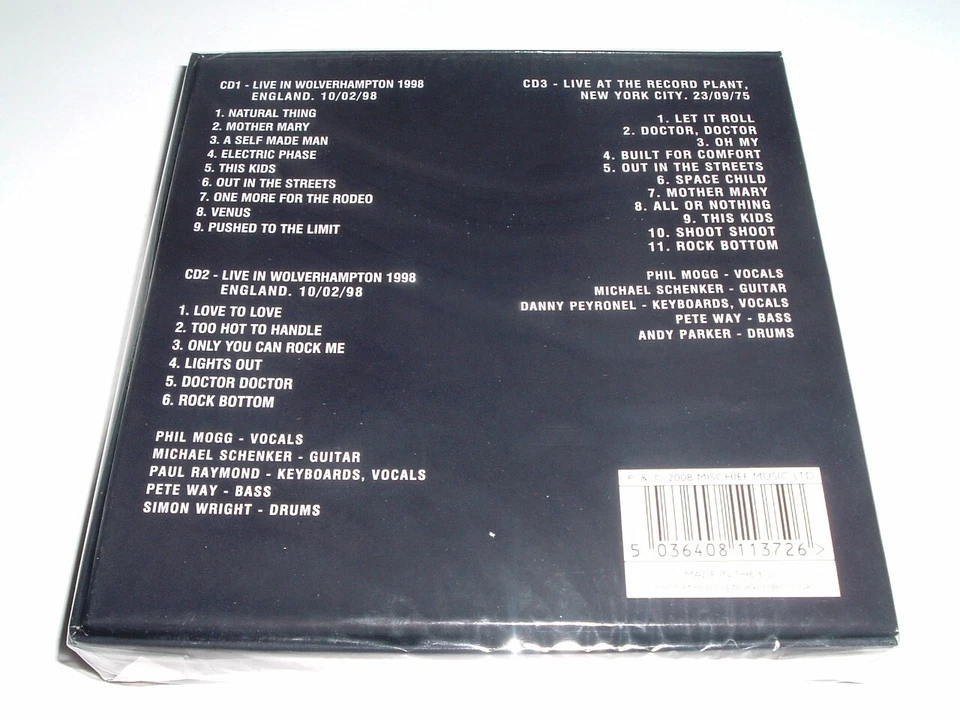 CD1 - LIVE IN WOLVERHAMPTON 1998
ENGLAND. 10/02/98
1. NATURAL THING
2. MOTHER MARY
3. A SELF MADE MAN
4. ELECTRIC PHASE
5. THIS KIDS
6. OUT IN THE STREETS
7. ONE MORE FOR THE RODEO
8. VENUS
9. PUSHED TO THE LIMIT
CD2 - LIVE IN WOLVERHAMPTON 1998
ENGLAND. 10/02/98
1. LOVE TO LOVE
2. TOO HOT TO HANDLE
3. ONLY YOU CAN ROCK ME
4. LIGHTS OUT
5. DOCTOR DOCTOR
6. ROCK BOTTOM
PHIL MOGG - VOCALS
MICHAEL SCHENKER - GUITAR
PAUL RAYMOND - KEYBOARDS, VOCALS
PETE WAY - BASS
SIMON WRIGHT - DRUMS
CD3 - LIVE AT THE RECORD PLANT,
NEW YORK CITY. 23/09/75
1. LET IT ROLL
2. DOCTOR, DOCTOR
3. OH MY
4. BUILT FOR COMFORT
5. OUT IN THE STREETS
6. SPACE CHILD
7. MOTHER MARY
8. ALL OR NOTHING
9. THIS KIDS
10. SHOOT SHOOT
11. ROCK BOTTOM
PHIL MOGG - VOCALS
MICHAEL SCHENKER - GUITAR
DANNY PEYRONEL - KEYBOARDS, VOCALS
PETE WAY - BASS
ANDY PARKER - DRUMS
P & C 2008 MISCHIEF MUSIC LTD
5 036408 113726 >
MADE IN THE